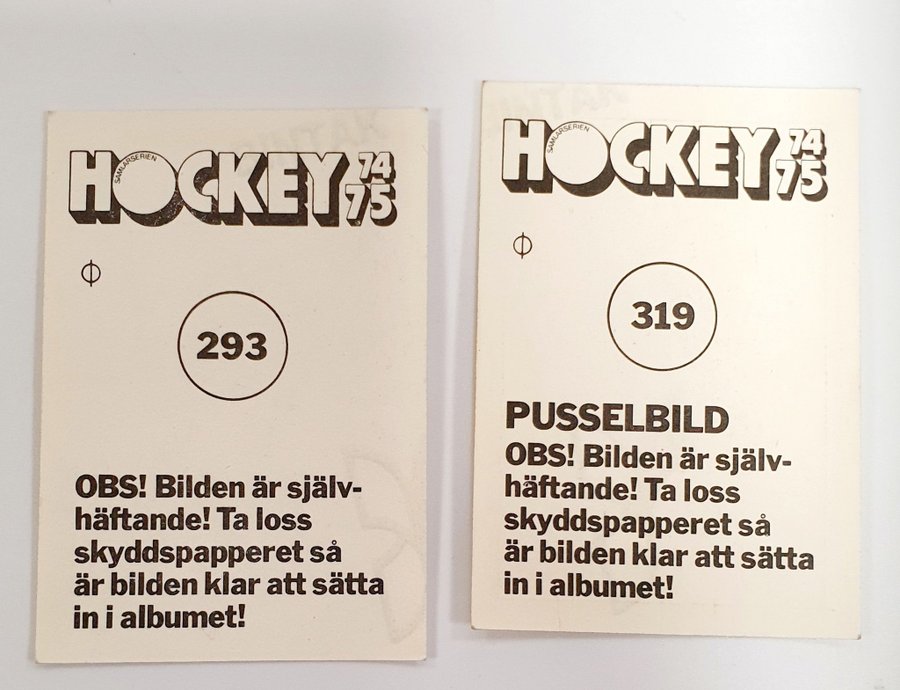 HOCKEY 74 75
SAMLARSERIEN
293
OBS! Bilden är själv-
häftande! Ta loss
skyddspapperet så
är bilden klar att sätta
in i albumet!
HOCKEY 74 75
SAMLARSERIEN
319
PUSSELBILD
OBS! Bilden är själv-
häftande! Ta loss
skyddspapperet så
är bilden klar att sätta
in i albumet!